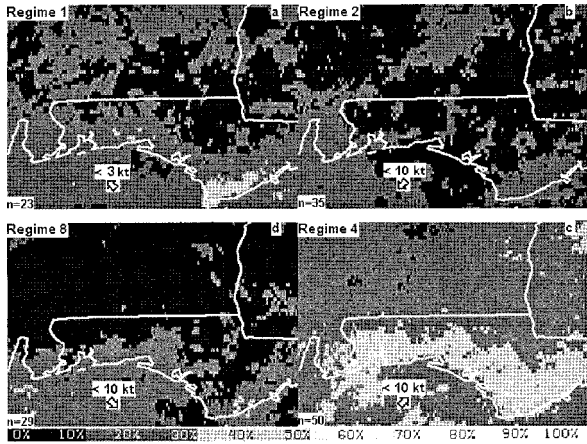 Regime 1 a
< 3 kt
n=23
Regime 2 b
< 10 kt
n=35
Regime 8 d
< 10 kt
n=29
Regime 4 c
< 10 kt
n=50
0% 10% 20% 30% 40% 50% 60% 70% 80% 90% 100%